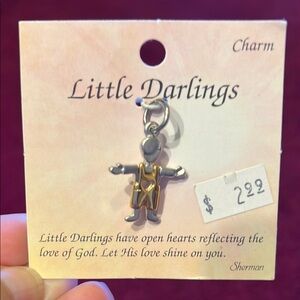 Charm
Little Darlings
$ 2.22
Little Darlings have open hearts reflecting the
love of God. Let His love shine on you.
Sherman